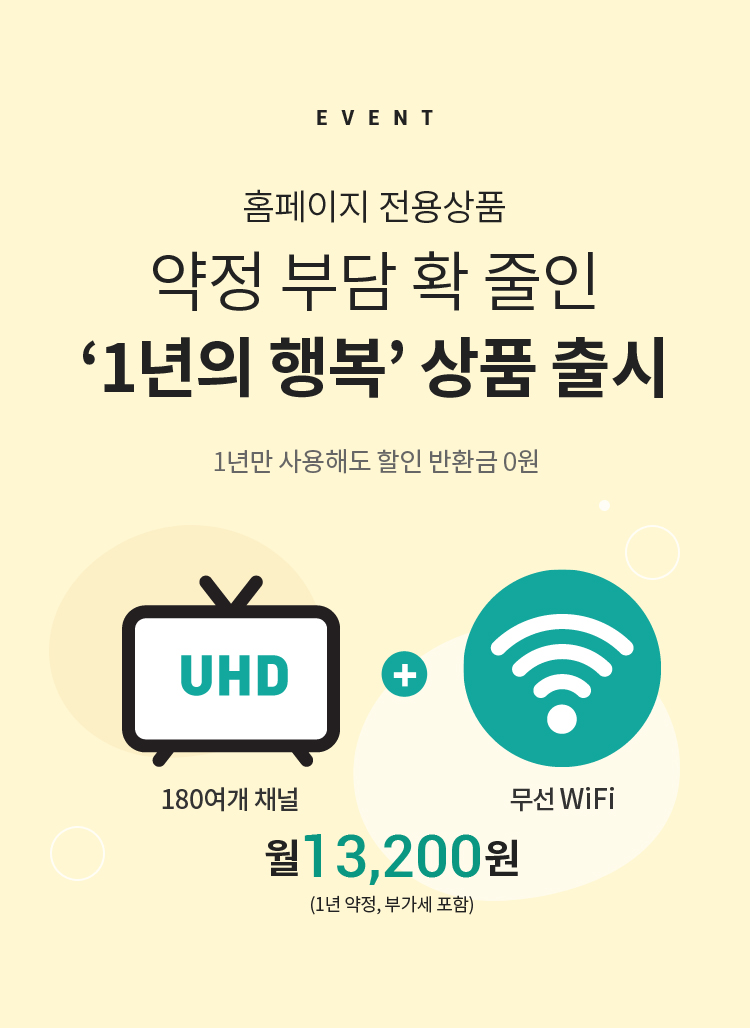 EVENT
홈페이지 전용상품
약정 부담 확 줄인
‘1년의 행복’ 상품 출시
1년만 사용해도 할인 반환금 0원
UHD
+
180여개 채널
무선 WiFi
월13,200원
(1년 약정, 부가세 포함)